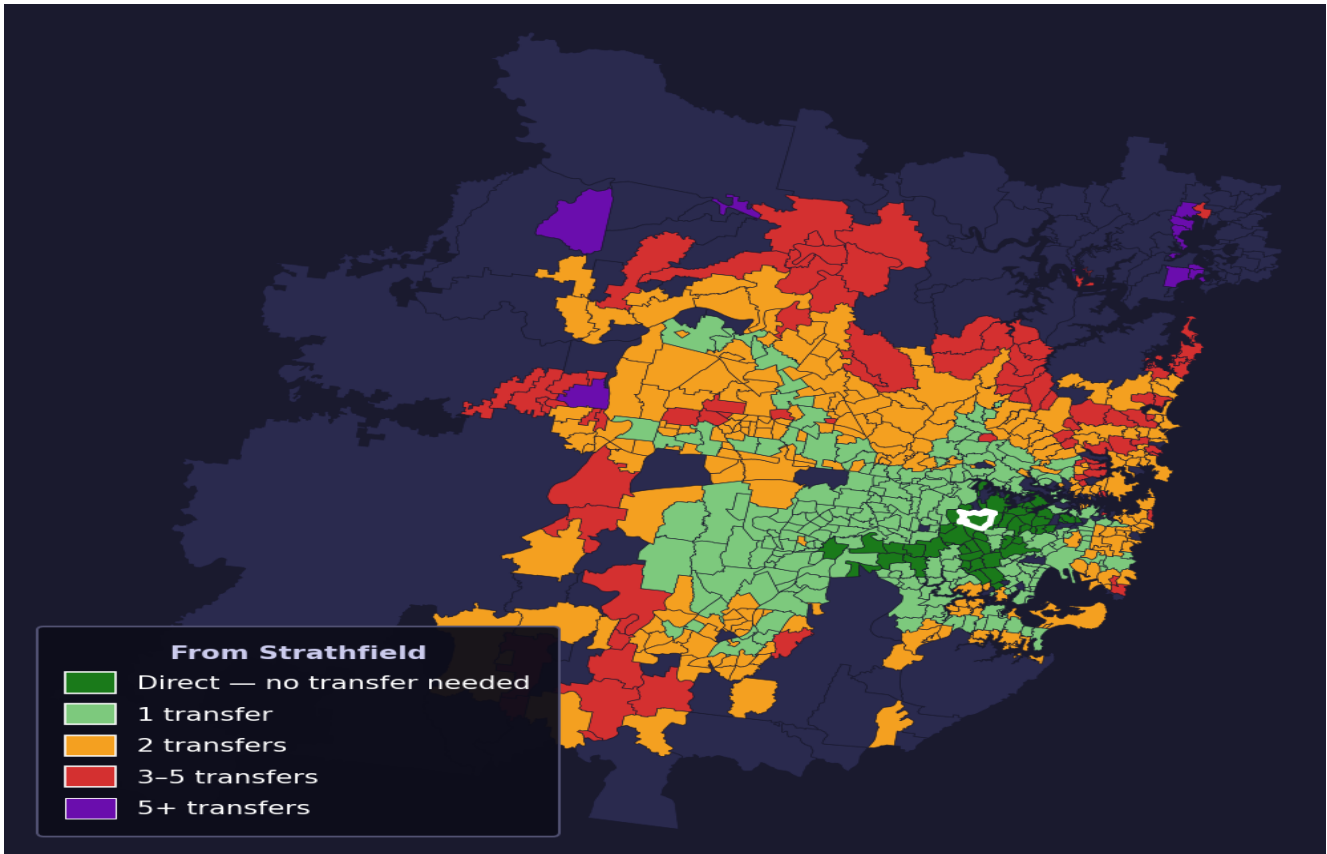 From Strathfield
Direct — no transfer needed
1 transfer
2 transfers
3–5 transfers
5+ transfers